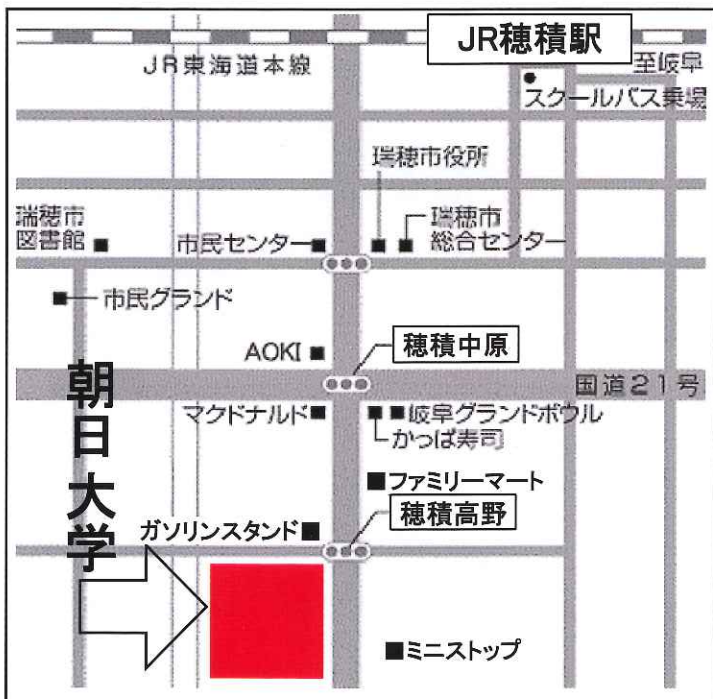 JR穂積駅
JR東海道本線
至岐阜
スクールバス乗場
瑞穂市役所
瑞穂市
図書館
市民センター
瑞穂市
総合センター
市民グランド
AOKI
穂積中原
国道21号
マクドナルド
岐阜グランドボウル
かっぱ寿司
ファミリーマート
ガソリンスタンド
穂積高野
朝日大学
ミニストップ